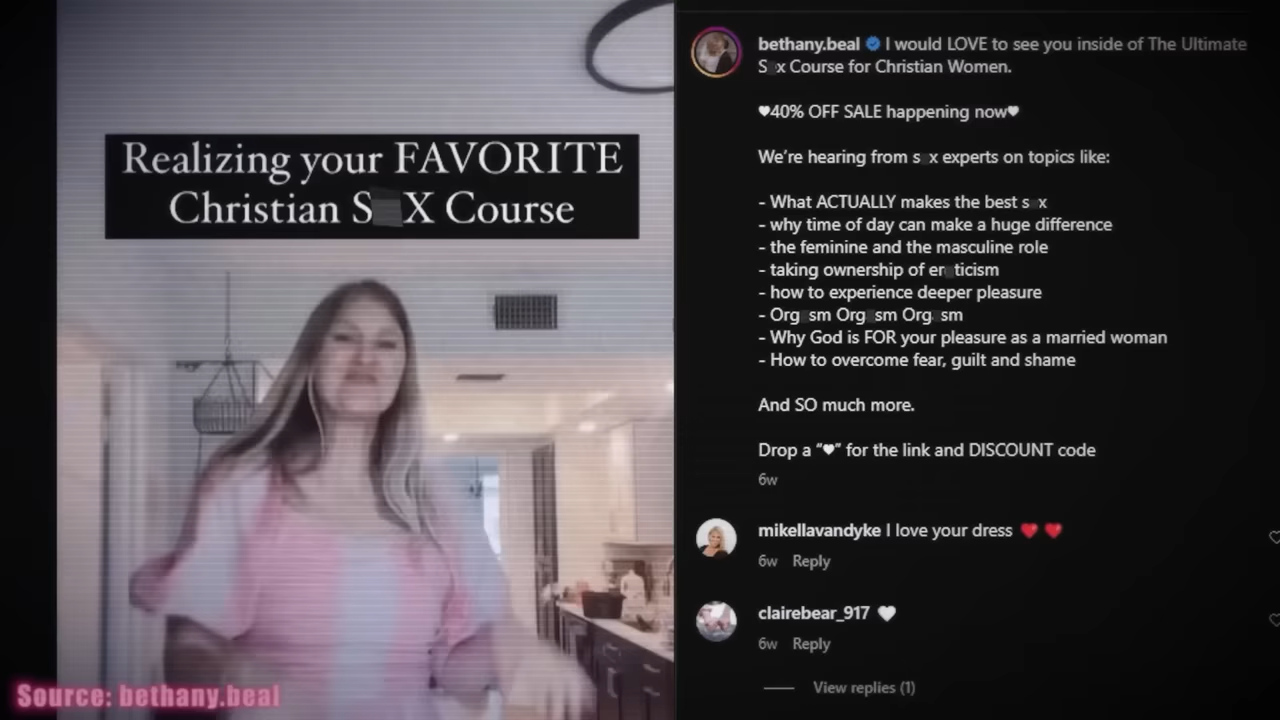 Realizing your FAVORITE
Christian S X Course
Source: bethany.beal
bethany.beal I would LOVE to see you inside of The Ultimate
S x Course for Christian Women.
♥40% OFF SALE happening now♥
We're hearing from s x experts on topics like:
- What ACTUALLY makes the best s x
- why time of day can make a huge difference
- the feminine and the masculine role
- taking ownership of er ticism
- how to experience deeper pleasure
- Org sm Org sm Org sm
- Why God is FOR your pleasure as a married woman
- How to overcome fear, guilt and shame
And SO much more.
Drop a “♥” for the link and DISCOUNT code
6w
mikellavandyke I love your dress ♥️ ♥️
6w Reply
clairebear_917 🤍
6w Reply
View replies (1)